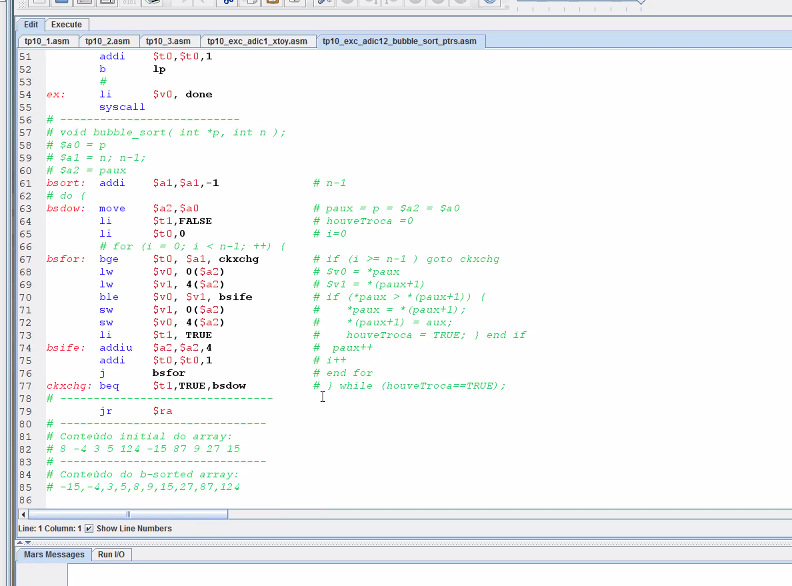 Edit Execute
tp10_1.asm tp10_2.asm tp10_3.asm tp10_exc_adic1_xtoy.asm tp10_exc_adic12_bubble_sort_ptrs.asm
51 addi $t0,$t0,1
52 b lp
53 #
54 ex: li $v0, done
55 syscall
56 # ---------------------------
57 # void bubble_sort( int *p, int n );
58 # $a0 = p
59 # $a1 = n; n-1;
60 # $a2 = paux
61 bsort: addi $a1,$a1,-1 # n-1
62 # do {
63 bsdow: move $a2,$a0 # paux = p = $a2 = $a0
64 li $t1,FALSE # houveTroca =0
65 li $t0,0 # i=0
66 # for (i = 0; i < n-1; ++) {
67 bsfor: bge $t0, $a1, ckxchg # if (i >= n-1 ) goto ckxchg
68 lw $v0, 0($a2) # $v0 = *paux
69 lw $v1, 4($a2) # $v1 = *(paux+1)
70 ble $v0, $v1, bsife # if (*paux > *(paux+1)) {
71 sw $v1, 0($a2) # *paux = *(paux+1);
72 sw $v0, 4($a2) # *(paux+1) = aux;
73 li $t1, TRUE # houveTroca = TRUE; } end if
74 bsife: addiu $a2,$a2,4 # paux++
75 addi $t0,$t0,1 # i++
76 j bsfor # end for
77 ckxchg: beq $t1,TRUE,bsdow # } while (houveTroca==TRUE);
78 # --------------------------------
79 jr $ra
80 # -------------------------------
81 # Conteúdo initial do array:
82 # 8 -4 3 5 124 -15 87 9 27 15
83 # -------------------------------
84 # Conteúdo do b-sorted array:
85 # -15,-4,3,5,8,9,15,27,87,124
86
Line: 1 Column: 1 Show Line Numbers
Mars Messages Run I/O